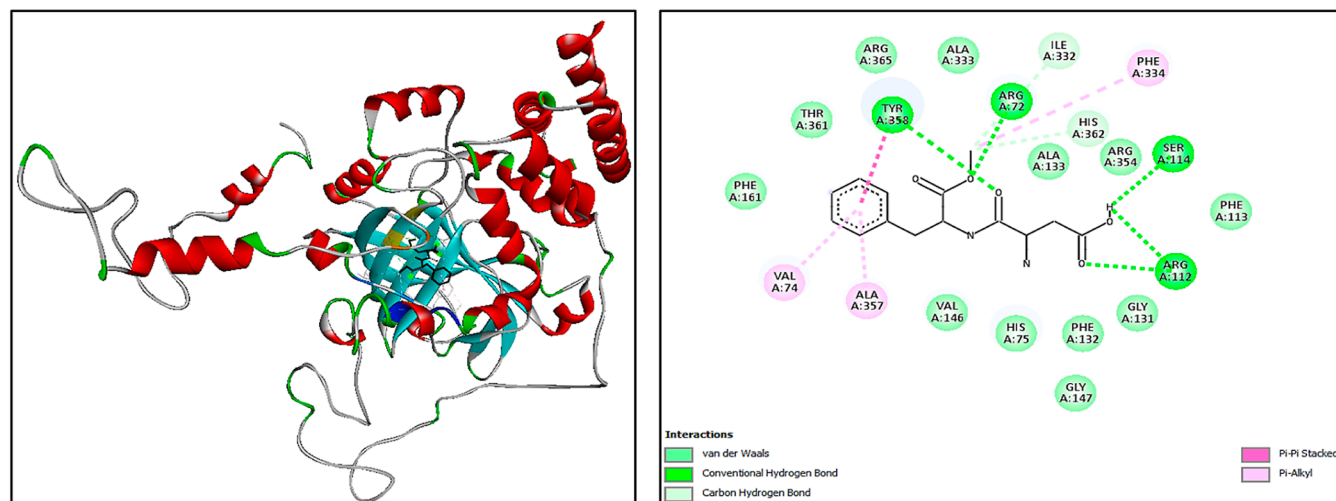 ARG
A:365
ALA
A:333
ILE
A:332
PHE
A:334
ARG
A:72
TYR
A:358
THR
A:361
HIS
A:362
ARG
A:354
SER
A:114
ALA
A:133
PHE
A:161
O
O
O
H
O
N
N
O
PHE
A:113
ARG
A:112
VAL
A:74
ALA
A:357
VAL
A:146
HIS
A:75
PHE
A:132
GLY
A:131
GLY
A:147
Interactions
van der Waals
Conventional Hydrogen Bond
Carbon Hydrogen Bond
Pi-Pi Stacked
Pi-Alkyl